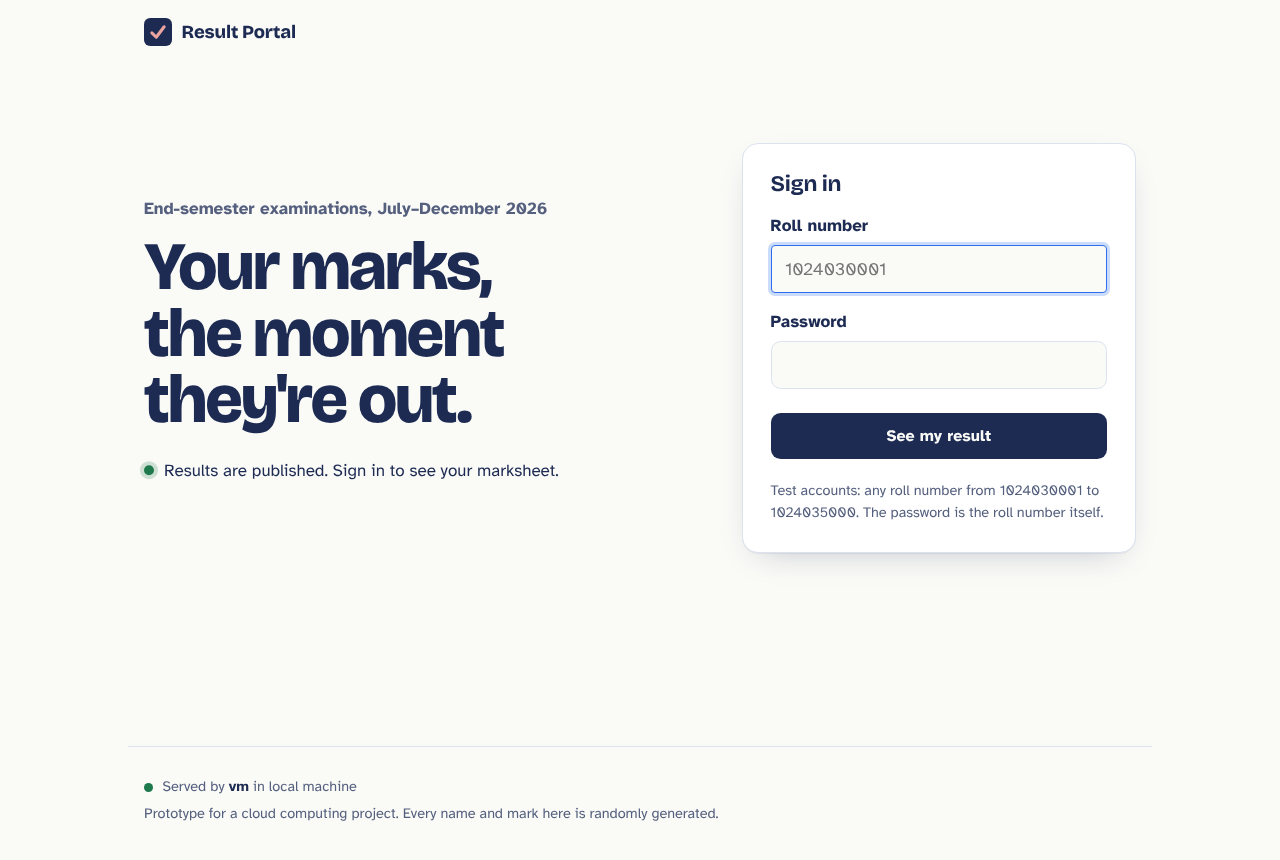 Result Portal
End-semester examinations, July–December 2026
Your marks,
the moment
they're out.
Results are published. Sign in to see your marksheet.
Sign in
Roll number
1024030001
Password
See my result
Test accounts: any roll number from 1024030001 to
1024035000. The password is the roll number itself.
Served by vm in local machine
Prototype for a cloud computing project. Every name and mark here is randomly generated.